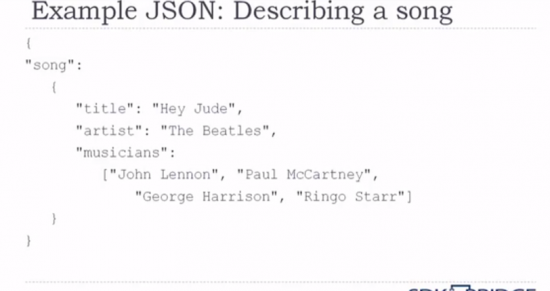 Example JSON: Describing a song
{
"song":
{
"title": "Hey Jude",
"artist": "The Beatles",
"musicians":
["John Lennon", "Paul McCartney",
"George Harrison", "Ringo Starr"]
}
}